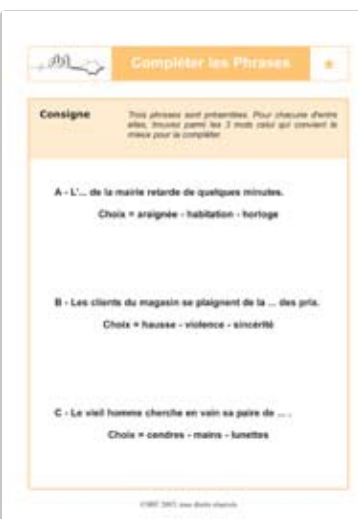 Compléter les Phrases
Consigne
Trois phrases sont présentées. Pour chacune d'entre
elles, trouvez parmi les 3 mots celui qui convient le
mieux pour la compléter.
A - L'... de la mairie retarde de quelques minutes.
Choix = araignée - habitation - horloge
B - Les clients du magasin se plaignent de la ... des prix.
Choix = hausse - violence - sincérité
C - Le vieil homme cherche en vain sa paire de ... .
Choix = cendres - mains - lunettes
tous droits réservés